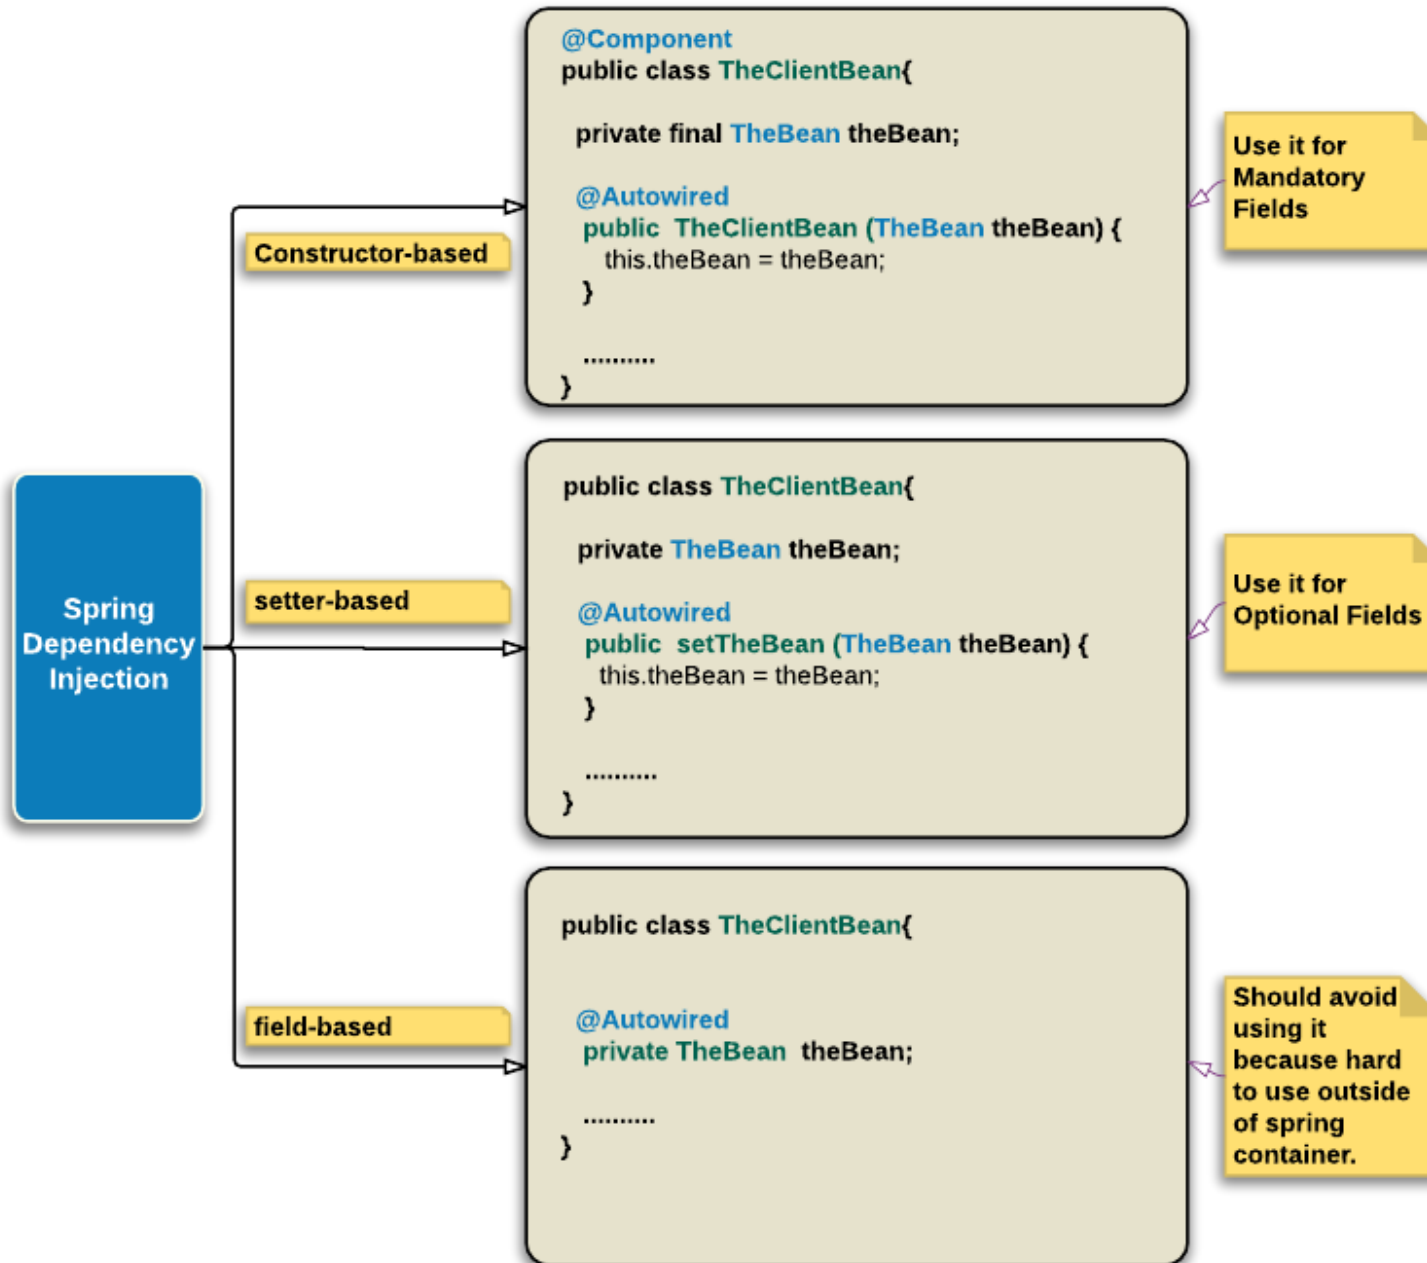 Spring
Dependency
Injection
Constructor-based
@Component
public class TheClientBean{
private final TheBean theBean;
@Autowired
public  TheClientBean (TheBean theBean) {
this.theBean = theBean;
}
..........
}
Use it for
Mandatory
Fields
setter-based
public class TheClientBean{
private TheBean theBean;
@Autowired
public  setTheBean (TheBean theBean) {
this.theBean = theBean;
}
..........
}
Use it for
Optional Fields
field-based
public class TheClientBean{
@Autowired
private TheBean  theBean;
..........
}
Should avoid
using it
because hard
to use outside
of spring
container.